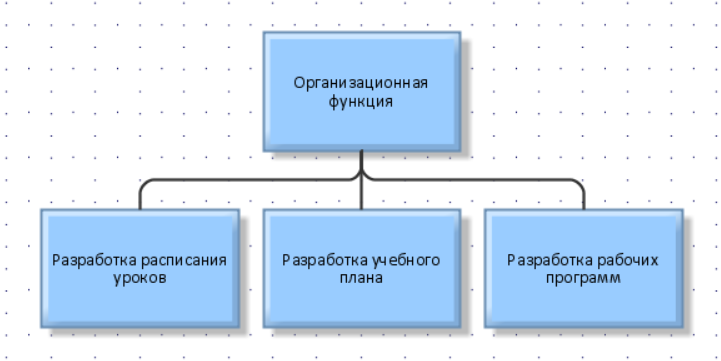 Организационная
функция
Разработка расписания
уроков
Разработка учебного
плана
Разработка рабочих
программ